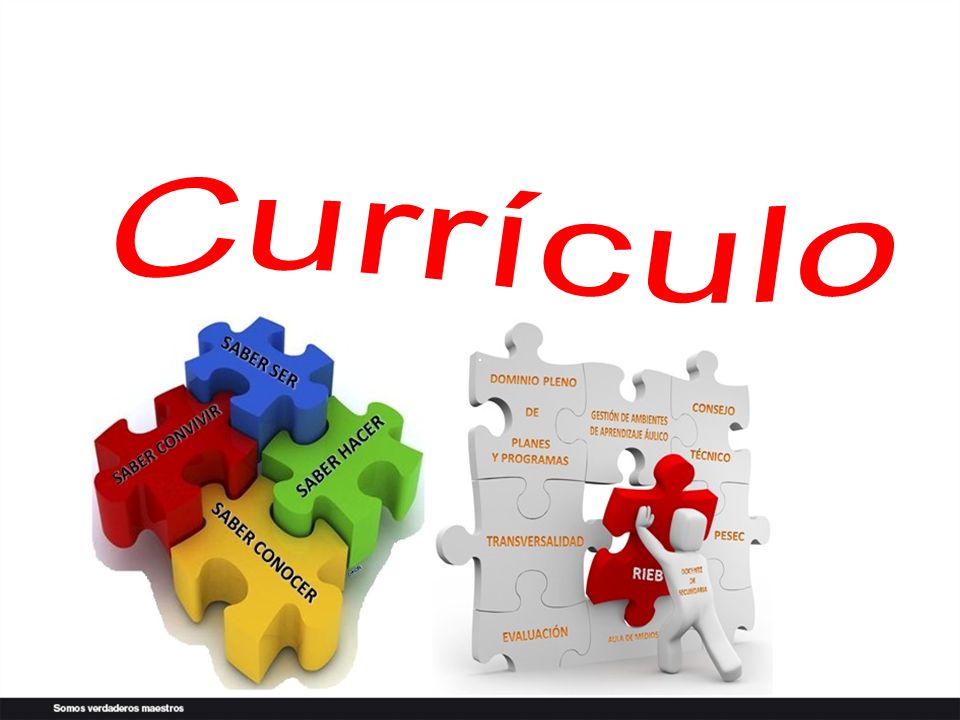 Currículo
SABER SER
SABER CONVIVIR
SABER HACER
SABER CONOCER
DOMINIO PLENO
DE
PLANES
Y PROGRAMAS
GESTIÓN DE AMBIENTES
DE APRENDIZAJE ÁULICO
CONSEJO
TÉCNICO
TRANSVERSALIDAD
RIEB
PESEC
DOCENTE
DE
SECUNDARIA
EVALUACIÓN
AULA DE MEDIOS
Somos verdaderos maestros